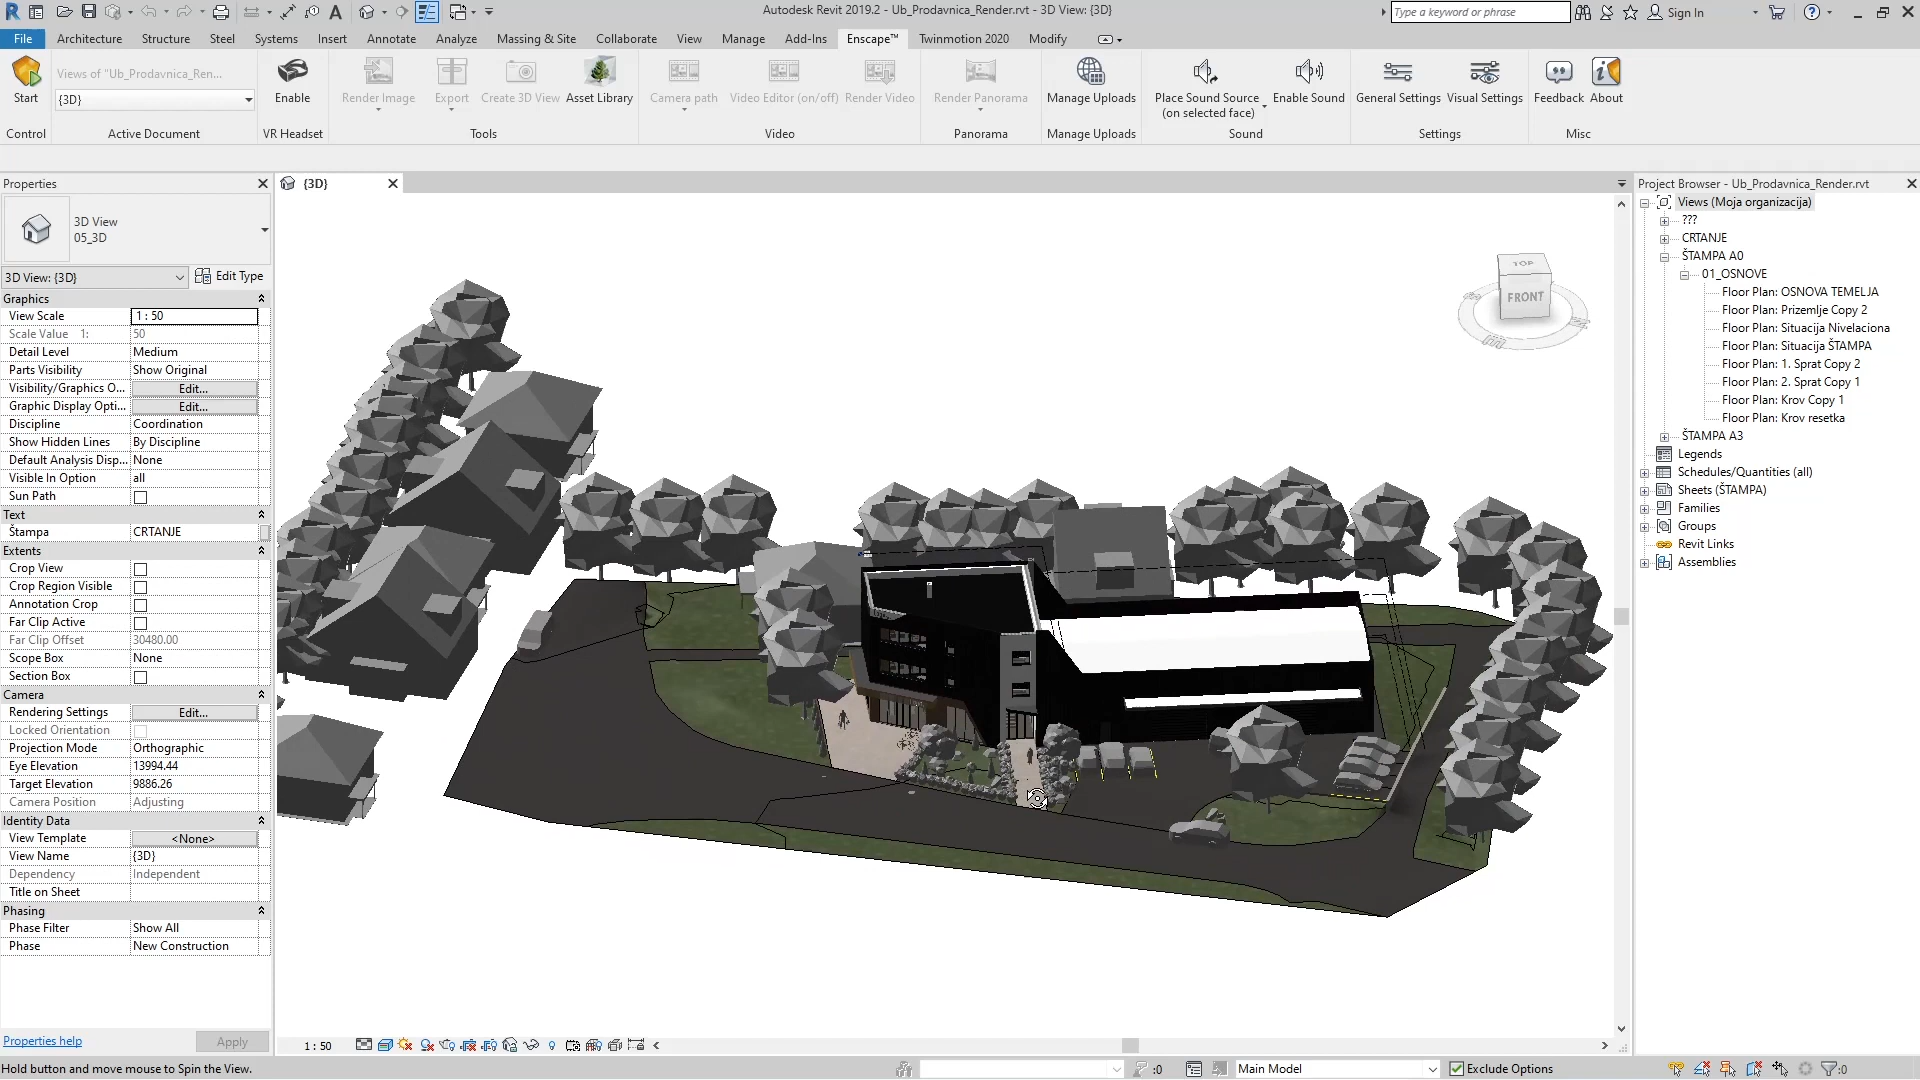 Autodesk Revit 2019.2 - Ub_Prodavnica_Render.rvt - 3D View: {3D}
Type a keyword or phrase
Sign In
File
Architecture
Structure
Steel
Systems
Insert
Annotate
Analyze
Massing & Site
Collaborate
View
Manage
Add-Ins
Enscape™
Twinmotion 2020
Modify
Views of "Ub_Prodavnica_Ren...
{3D}
Start
Enable
Render Image
Export
Create 3D View
Asset Library
Camera path
Video Editor (on/off)
Render Video
Render Panorama
Manage Uploads
Place Sound Source
(on selected face)
Enable Sound
General Settings
Visual Settings
Feedback
About
Control
Active Document
VR Headset
Tools
Video
Panorama
Manage Uploads
Sound
Settings
Misc
Properties
3D View
05_3D
3D View: {3D}
Edit Type
Graphics
View Scale 1 : 50
Scale Value 1: 50
Detail Level Medium
Parts Visibility Show Original
Visibility/Graphics O... Edit...
Graphic Display Opti... Edit...
Discipline Coordination
Show Hidden Lines By Discipline
Default Analysis Disp... None
Visible In Option all
Sun Path
Text
Štampa CRTANJE
Extents
Crop View
Crop Region Visible
Annotation Crop
Far Clip Active
Far Clip Offset 30480.00
Scope Box None
Section Box
Camera
Rendering Settings Edit...
Locked Orientation
Projection Mode Orthographic
Eye Elevation 13994.44
Target Elevation 9886.26
Camera Position Adjusting
Identity Data
View Template <None>
View Name {3D}
Dependency Independent
Title on Sheet
Phasing
Phase Filter Show All
Phase New Construction
Properties help
Apply
{3D}
TOP
FRONT
1 : 50
Project Browser - Ub_Prodavnica_Render.rvt
Views (Moja organizacija)
???
CRTANJE
ŠTAMPA A0
01_OSNOVE
Floor Plan: OSNOVA TEMELJA
Floor Plan: Prizemlje Copy 2
Floor Plan: Situacija Nivelaciona
Floor Plan: Situacija ŠTAMPA
Floor Plan: 1. Sprat Copy 2
Floor Plan: 2. Sprat Copy 1
Floor Plan: Krov Copy 1
Floor Plan: Krov resetka
ŠTAMPA A3
Legends
Schedules/Quantities (all)
Sheets (ŠTAMPA)
Families
Groups
Revit Links
Assemblies
Hold button and move mouse to Spin the View.
:0
Main Model
Exclude Options
:0